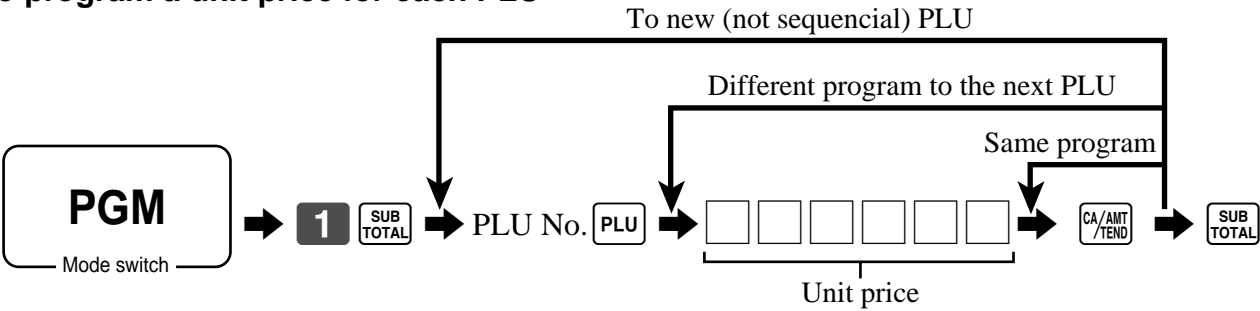 program a unit price for each PLU
To new (not sequencial) PLU
Different program to the next PLU
Same program
PGM
Mode switch
1 SUB TOTAL PLU No. PLU CA/AMT TEND SUB TOTAL
Unit price